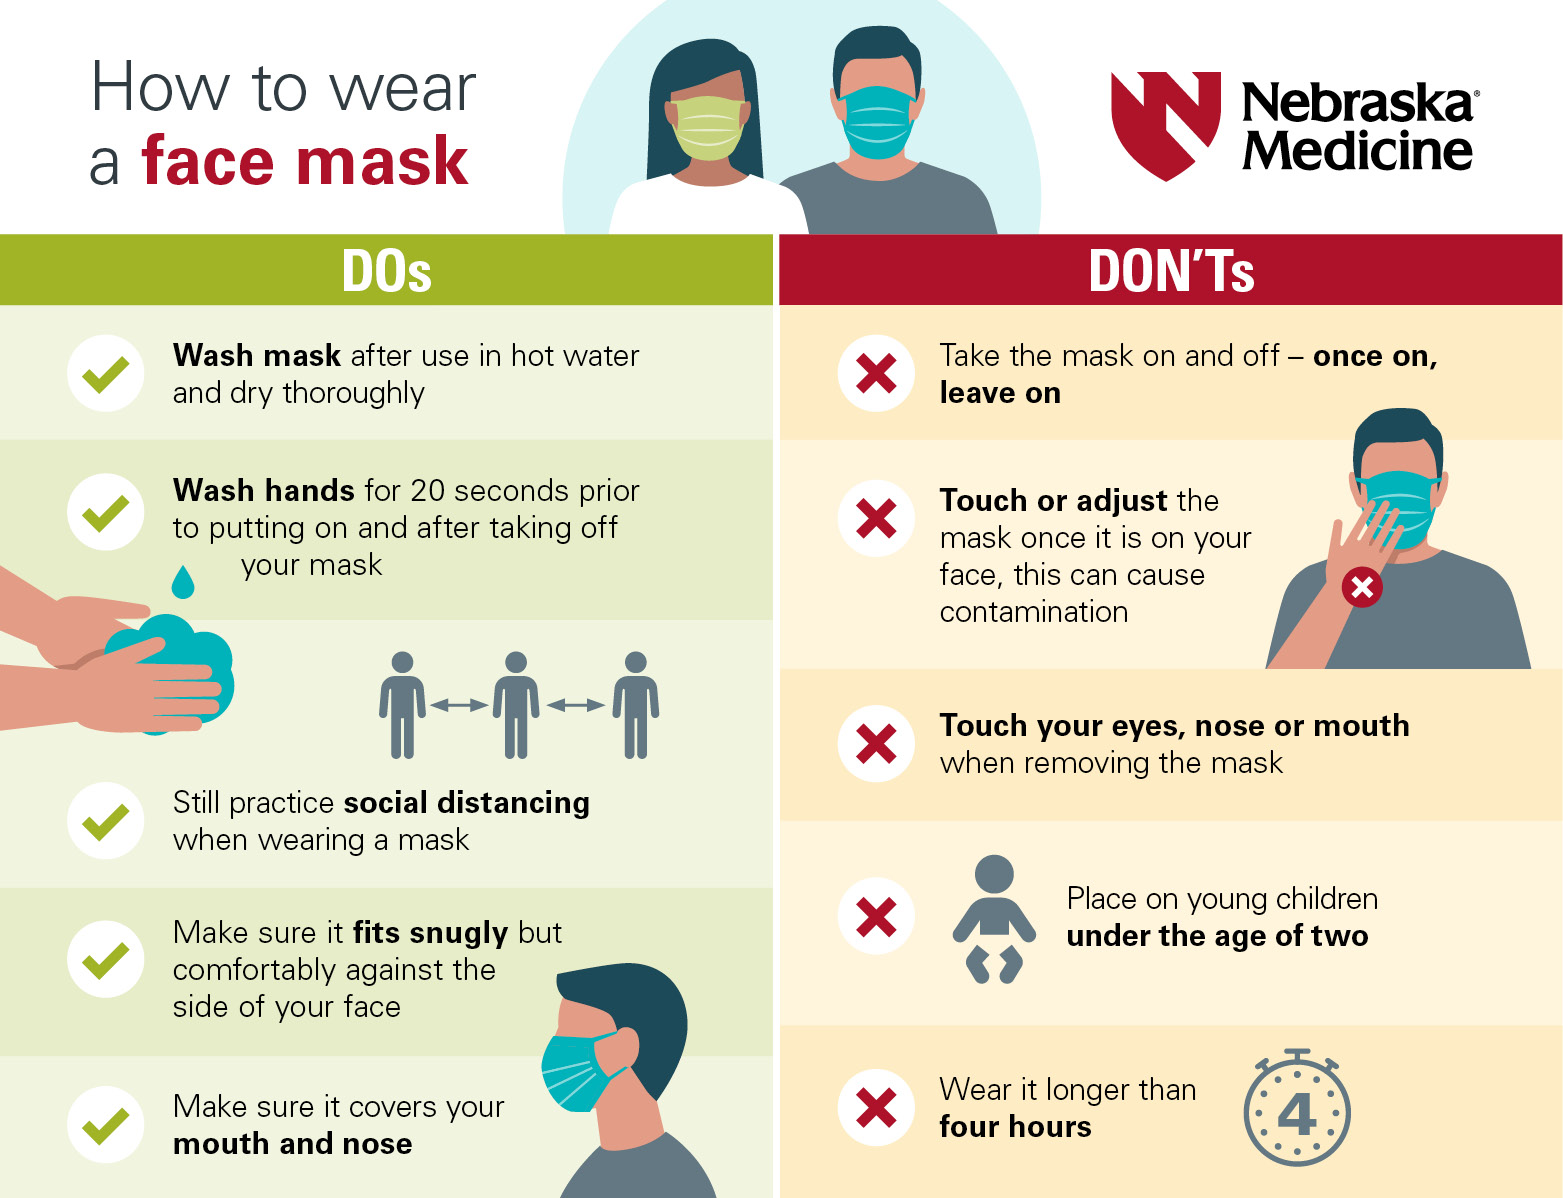 How to wear
a face mask
Nebraska®
Medicine
DOs
Wash mask after use in hot water
and dry thoroughly
Wash hands for 20 seconds prior
to putting on and after taking off
your mask
Still practice social distancing
when wearing a mask
Make sure it fits snugly but
comfortably against the
side of your face
Make sure it covers your
mouth and nose
DON'Ts
Take the mask on and off – once on,
leave on
Touch or adjust the
mask once it is on your
face, this can cause
contamination
Touch your eyes, nose or mouth
when removing the mask
Place on young children
under the age of two
Wear it longer than
four hours
4